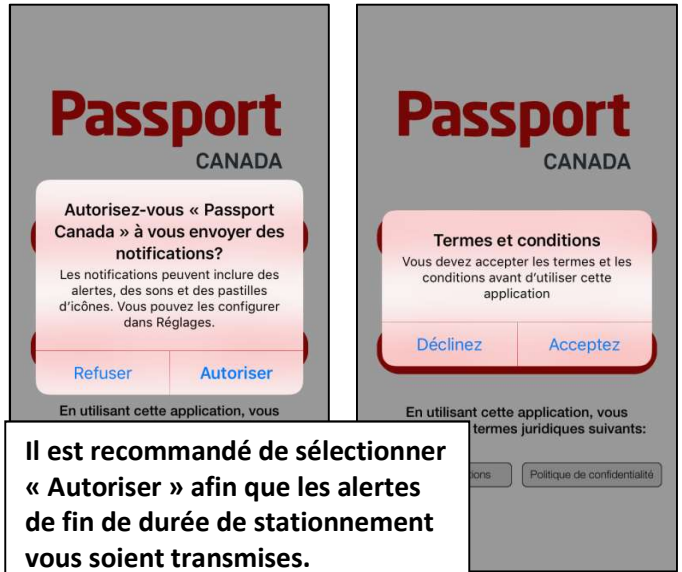 Passport
CANADA
Autorisez-vous « Passport
Canada » à vous envoyer des
notifications?
Les notifications peuvent inclure des
alertes, des sons et des pastilles
d'icônes. Vous pouvez les configurer
dans Réglages.
Refuser
Autoriser
En utilisant cette application, vous
Il est recommandé de sélectionner
« Autoriser » afin que les alertes
de fin de durée de stationnement
vous soient transmises.
Passport
CANADA
Termes et conditions
Vous devez accepter les termes et les
conditions avant d'utiliser cette
application
Déclinez
Acceptez
En utilisant cette application, vous
termes juridiques suivants:
Politique de confidentialité